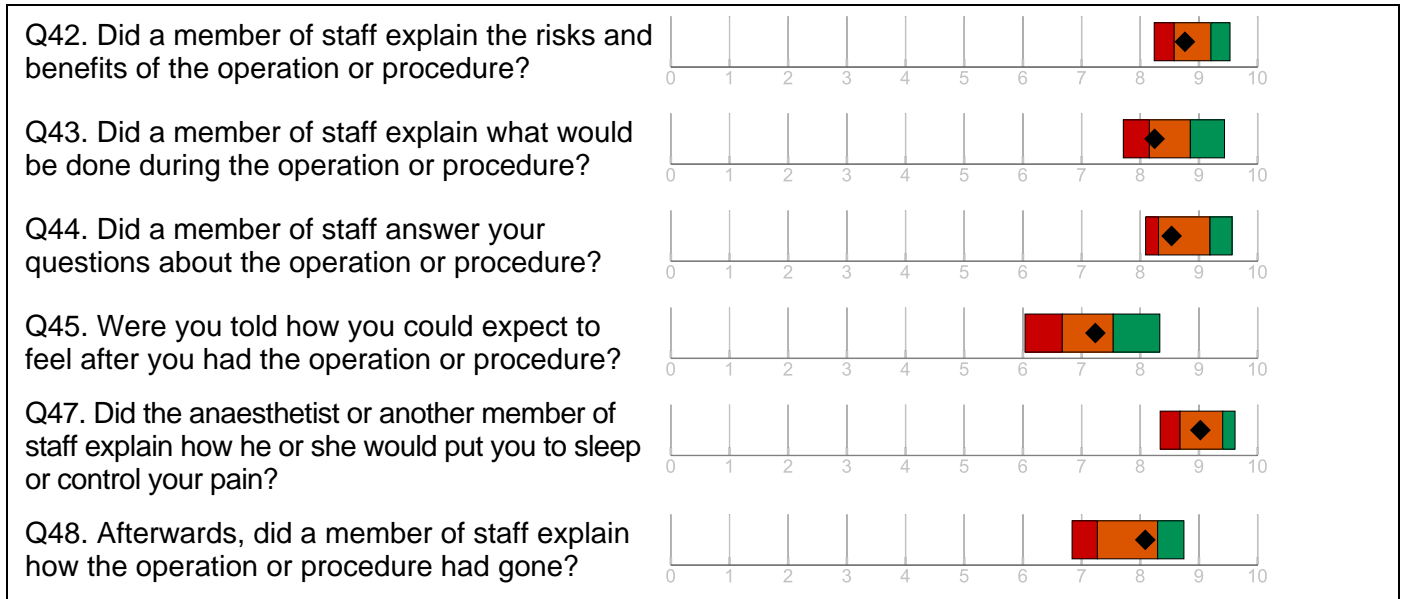 Q42. Did a member of staff explain the risks and
benefits of the operation or procedure?
0 1 2 3 4 5 6 7 8 9 10
Q43. Did a member of staff explain what would
be done during the operation or procedure?
0 1 2 3 4 5 6 7 8 9 10
Q44. Did a member of staff answer your
questions about the operation or procedure?
0 1 2 3 4 5 6 7 8 9 10
Q45. Were you told how you could expect to
feel after you had the operation or procedure?
0 1 2 3 4 5 6 7 8 9 10
Q47. Did the anaesthetist or another member of
staff explain how he or she would put you to sleep
or control your pain?
0 1 2 3 4 5 6 7 8 9 10
Q48. Afterwards, did a member of staff explain
how the operation or procedure had gone?
0 1 2 3 4 5 6 7 8 9 10